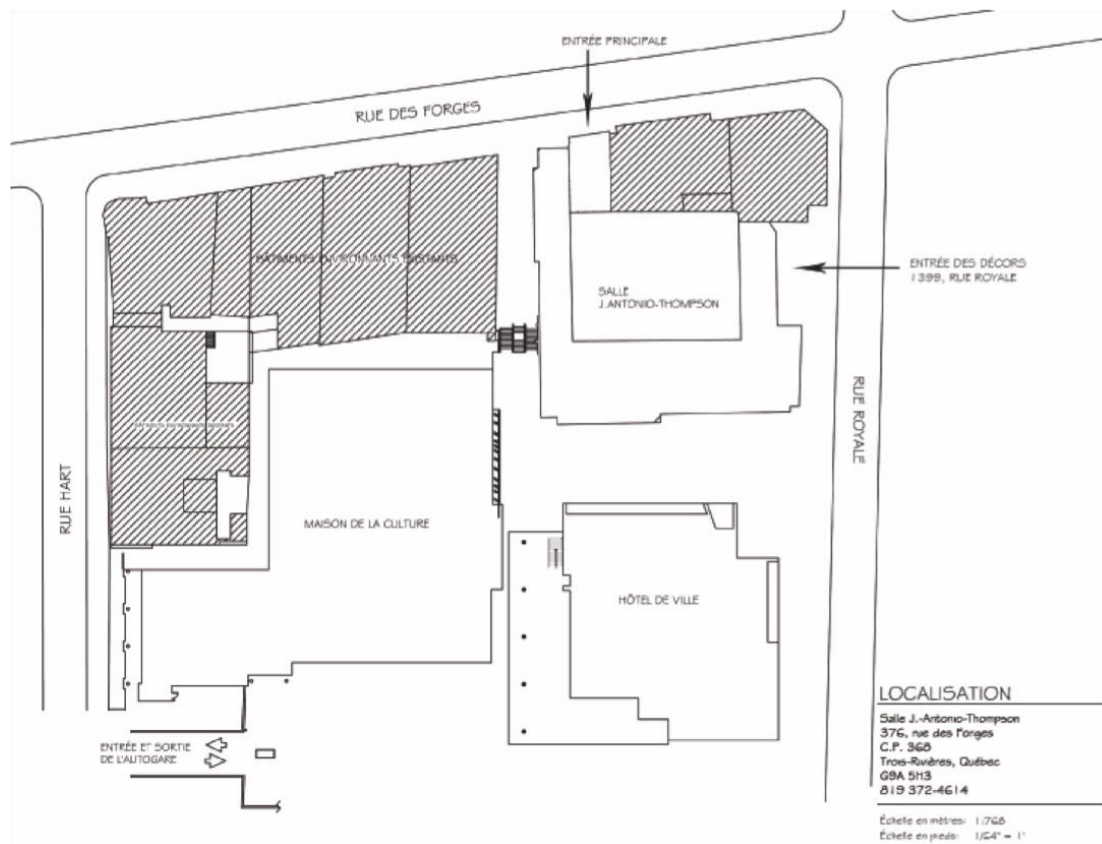 ENTRÉE PRINCIPALE
RUE DES FORGES
BÂTIMENTS ENVIRONNANTS EXISTANTS
ENTRÉE DES DÉCORS
1399, RUE ROYALE
SALLE
J.ANTONIO-THOMPSON
RUE ROYALE
RUE HART
MAISON DE LA CULTURE
HÔTEL DE VILLE
ENTRÉE ET SORTIE
DE L'AUTOGARE
LOCALISATION
Salle J.-Antonio-Thompson
376, rue des Forges
C.P. 368
Trois-Rivières, Québec
G9A 5H3
819 372-4614
Échelle en mètres: 1:768
Échelle en pieds: 1/64" = 1'